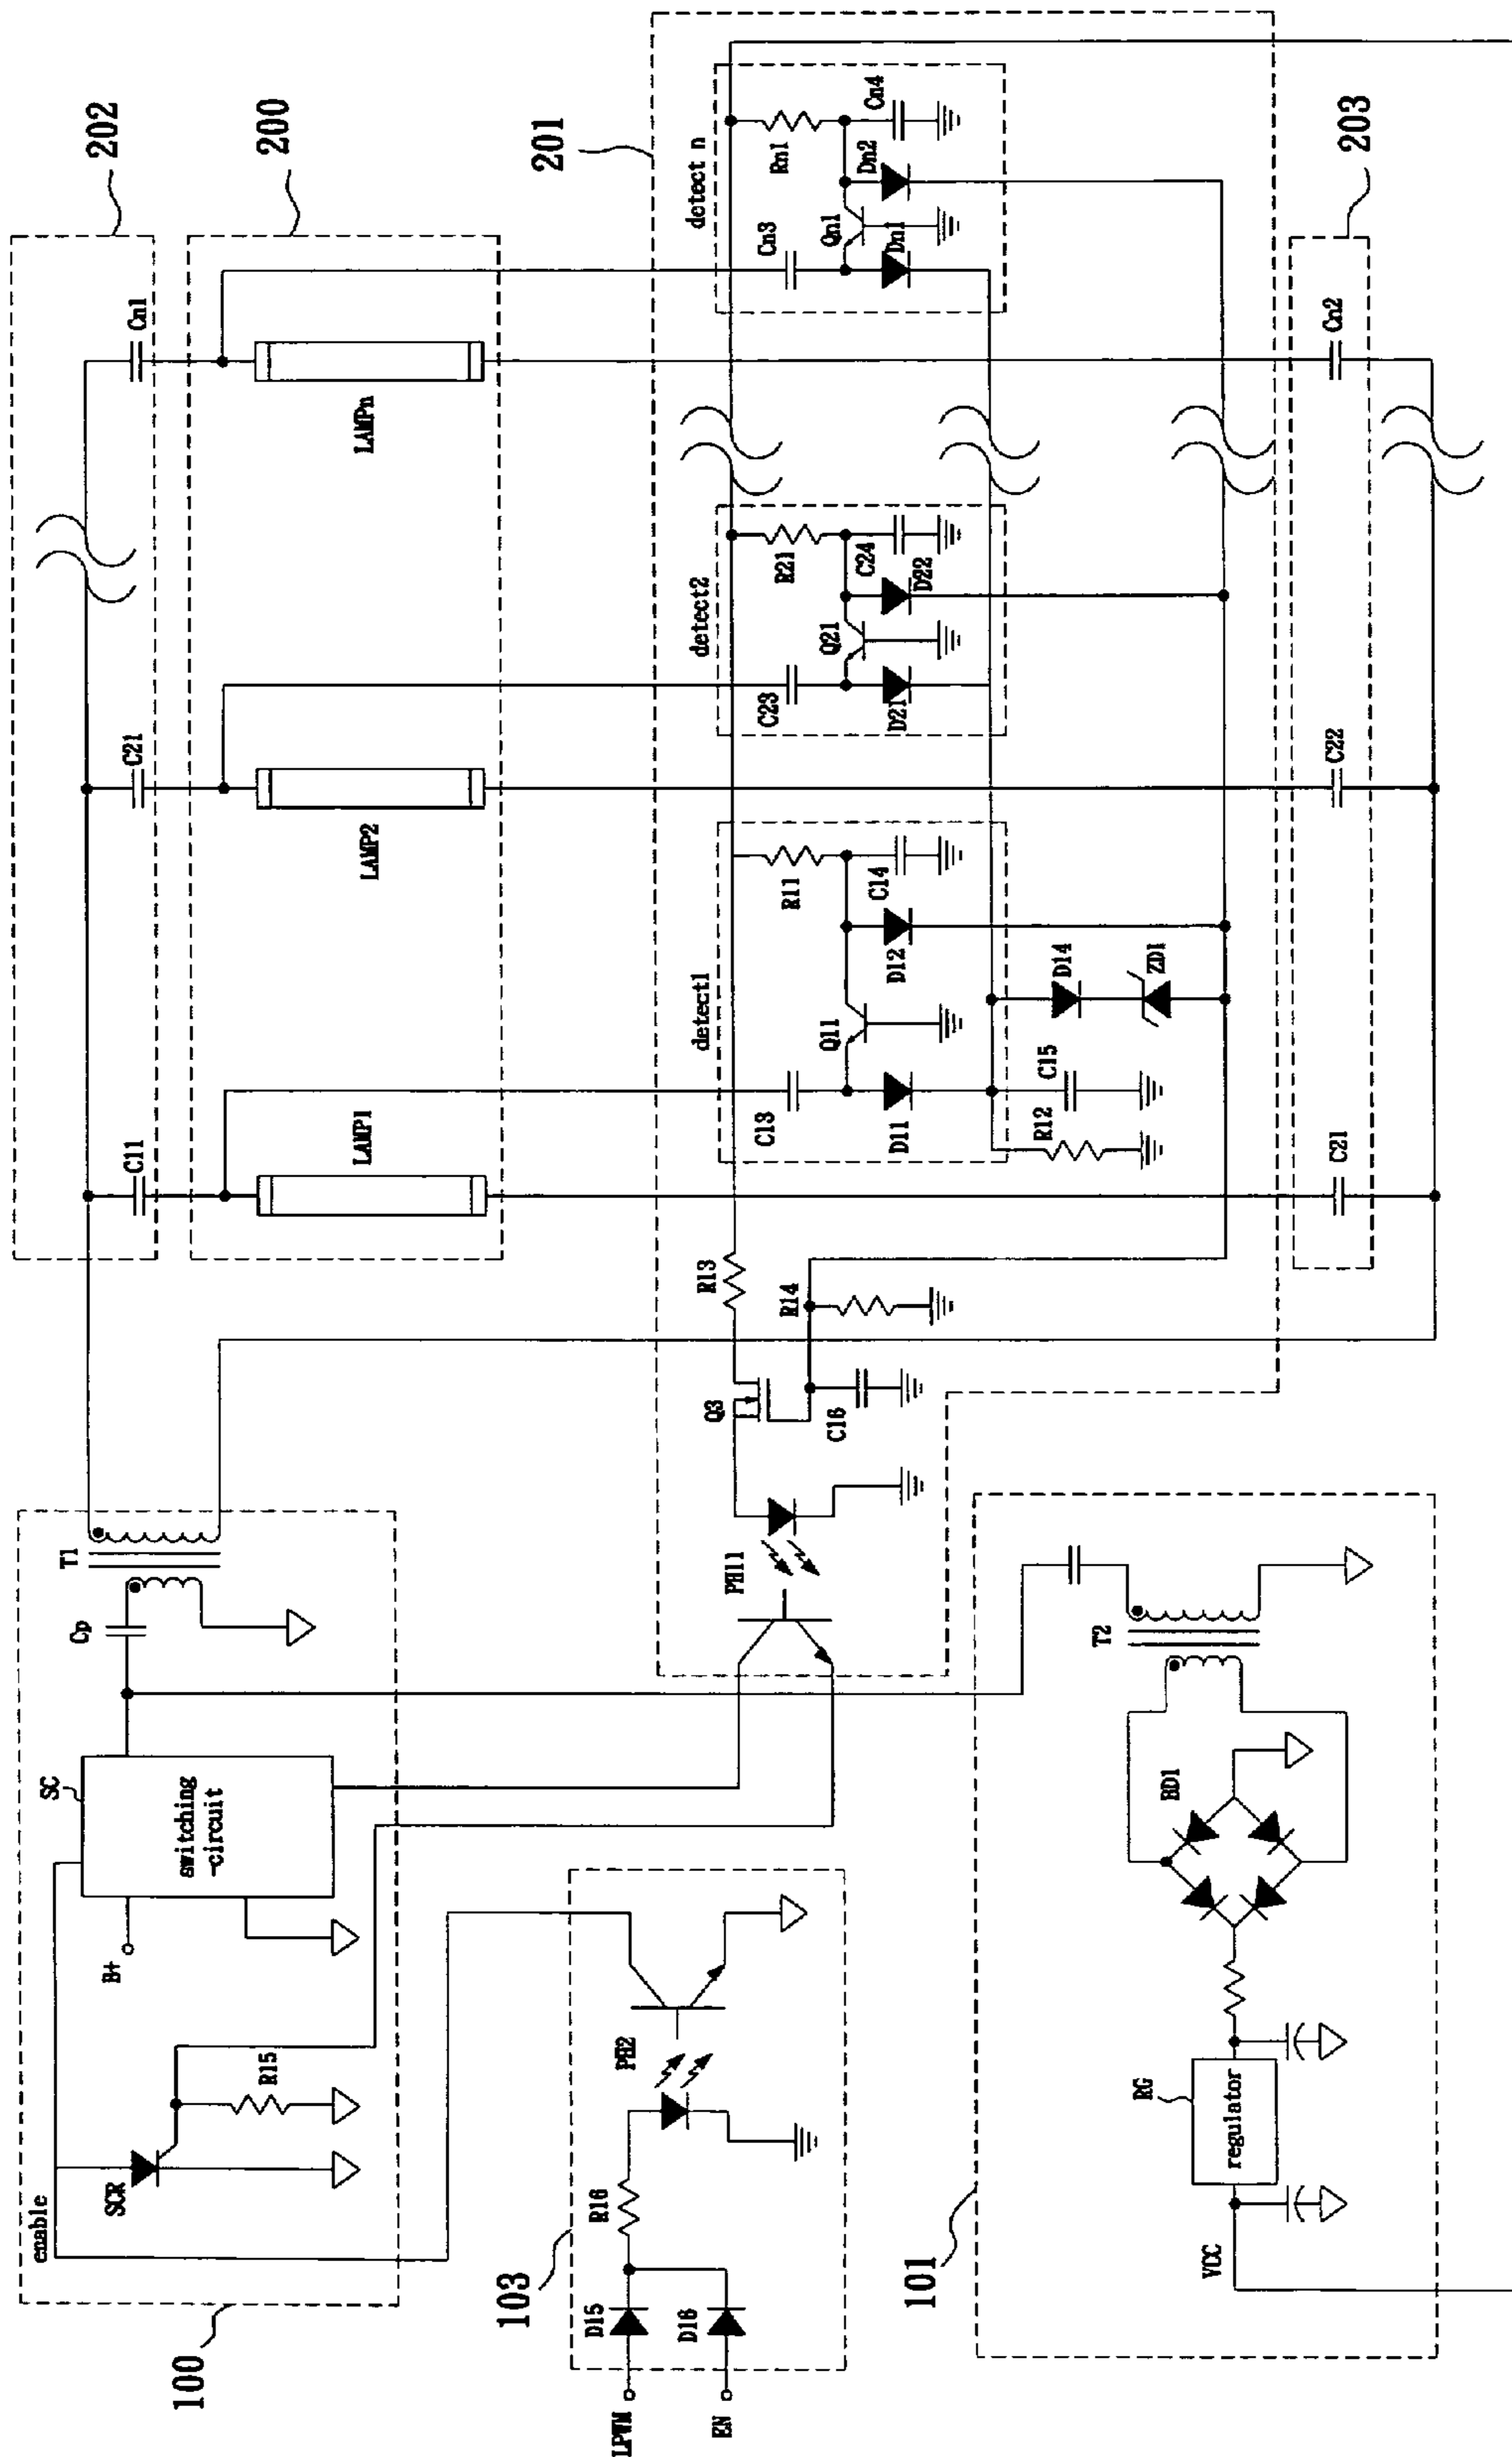 202
200
201
203
Cn1
LAMPn
detect n
Cn3
Rn1
Cn4
Dn2
Qn1
Dn1
Cn2
C21
LAMP2
detect2
C23
R21
C24
D22
Q21
D21
C22
C11
LAMP1
detect1
C13
R11
C14
D12
Q11
D11
D14
ZD1
C15
R12
C21
R13
R14
Q3
C16
PH11
T1
Cp
SC
switching
-circuit
B+
R15
SCR
enable
100
PH2
R16
D15
D16
LPWM
EN
103
T2
BD1
RG
regulator
VCC
101